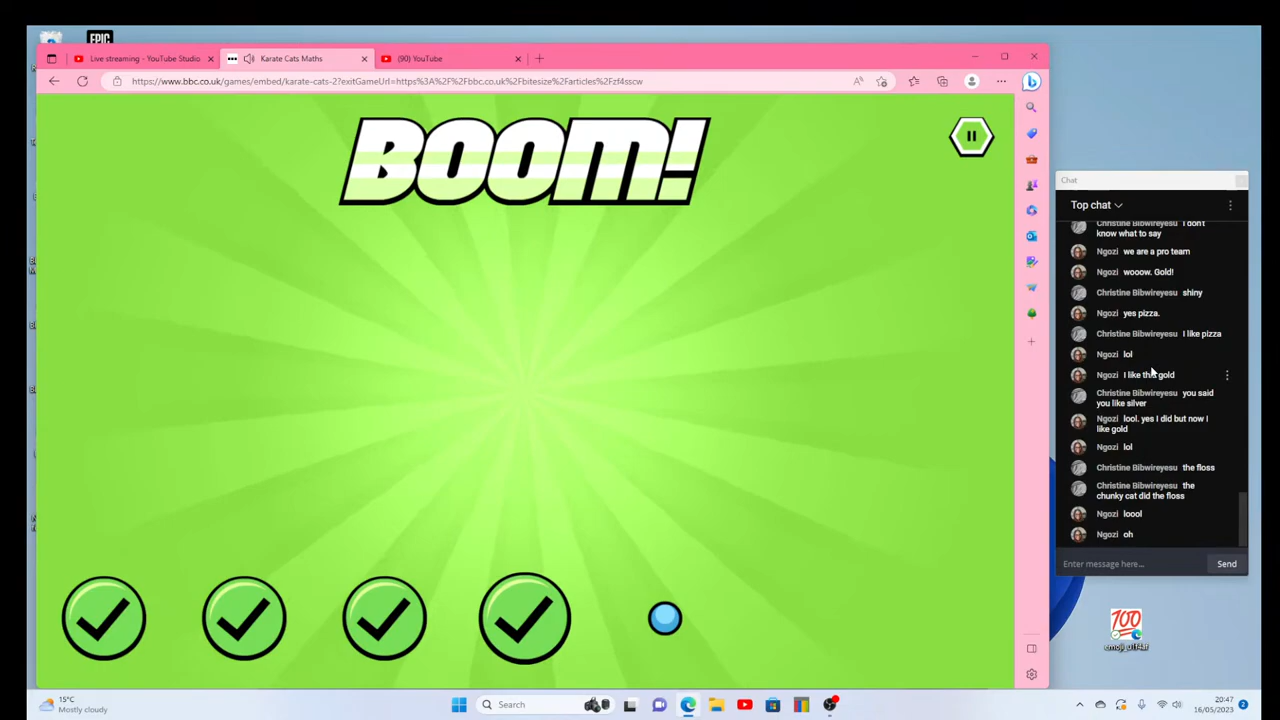 EPIC
Live streaming - YouTube Studio
Karate Cats Maths
(90) YouTube
https://www.bbc.co.uk/games/embed/karate-cats-2?exitGameUrl=https%3A%2F%2Fbbc.co.uk%2Fbitesize%2Farticles%2Fzf4sscw
BOOM!
Chat
Top chat
Christine Bibwireyesu I don't
know what to say
Ngozi we are a pro team
Ngozi wooow. Gold!
Christine Bibwireyesu shiny
Ngozi yes pizza.
Christine Bibwireyesu I like pizza
Ngozi lol
Ngozi I like this gold
Christine Bibwireyesu you said
you like silver
Ngozi lool. yes I did but now I
like gold
Ngozi lol
Christine Bibwireyesu the floss
Christine Bibwireyesu the
chunky cat did the floss
Ngozi loool
Ngozi oh
Enter message here...
Send
100
emoji_u1f4af
15°C
Mostly cloudy
Search
20:47
16/05/2023
2